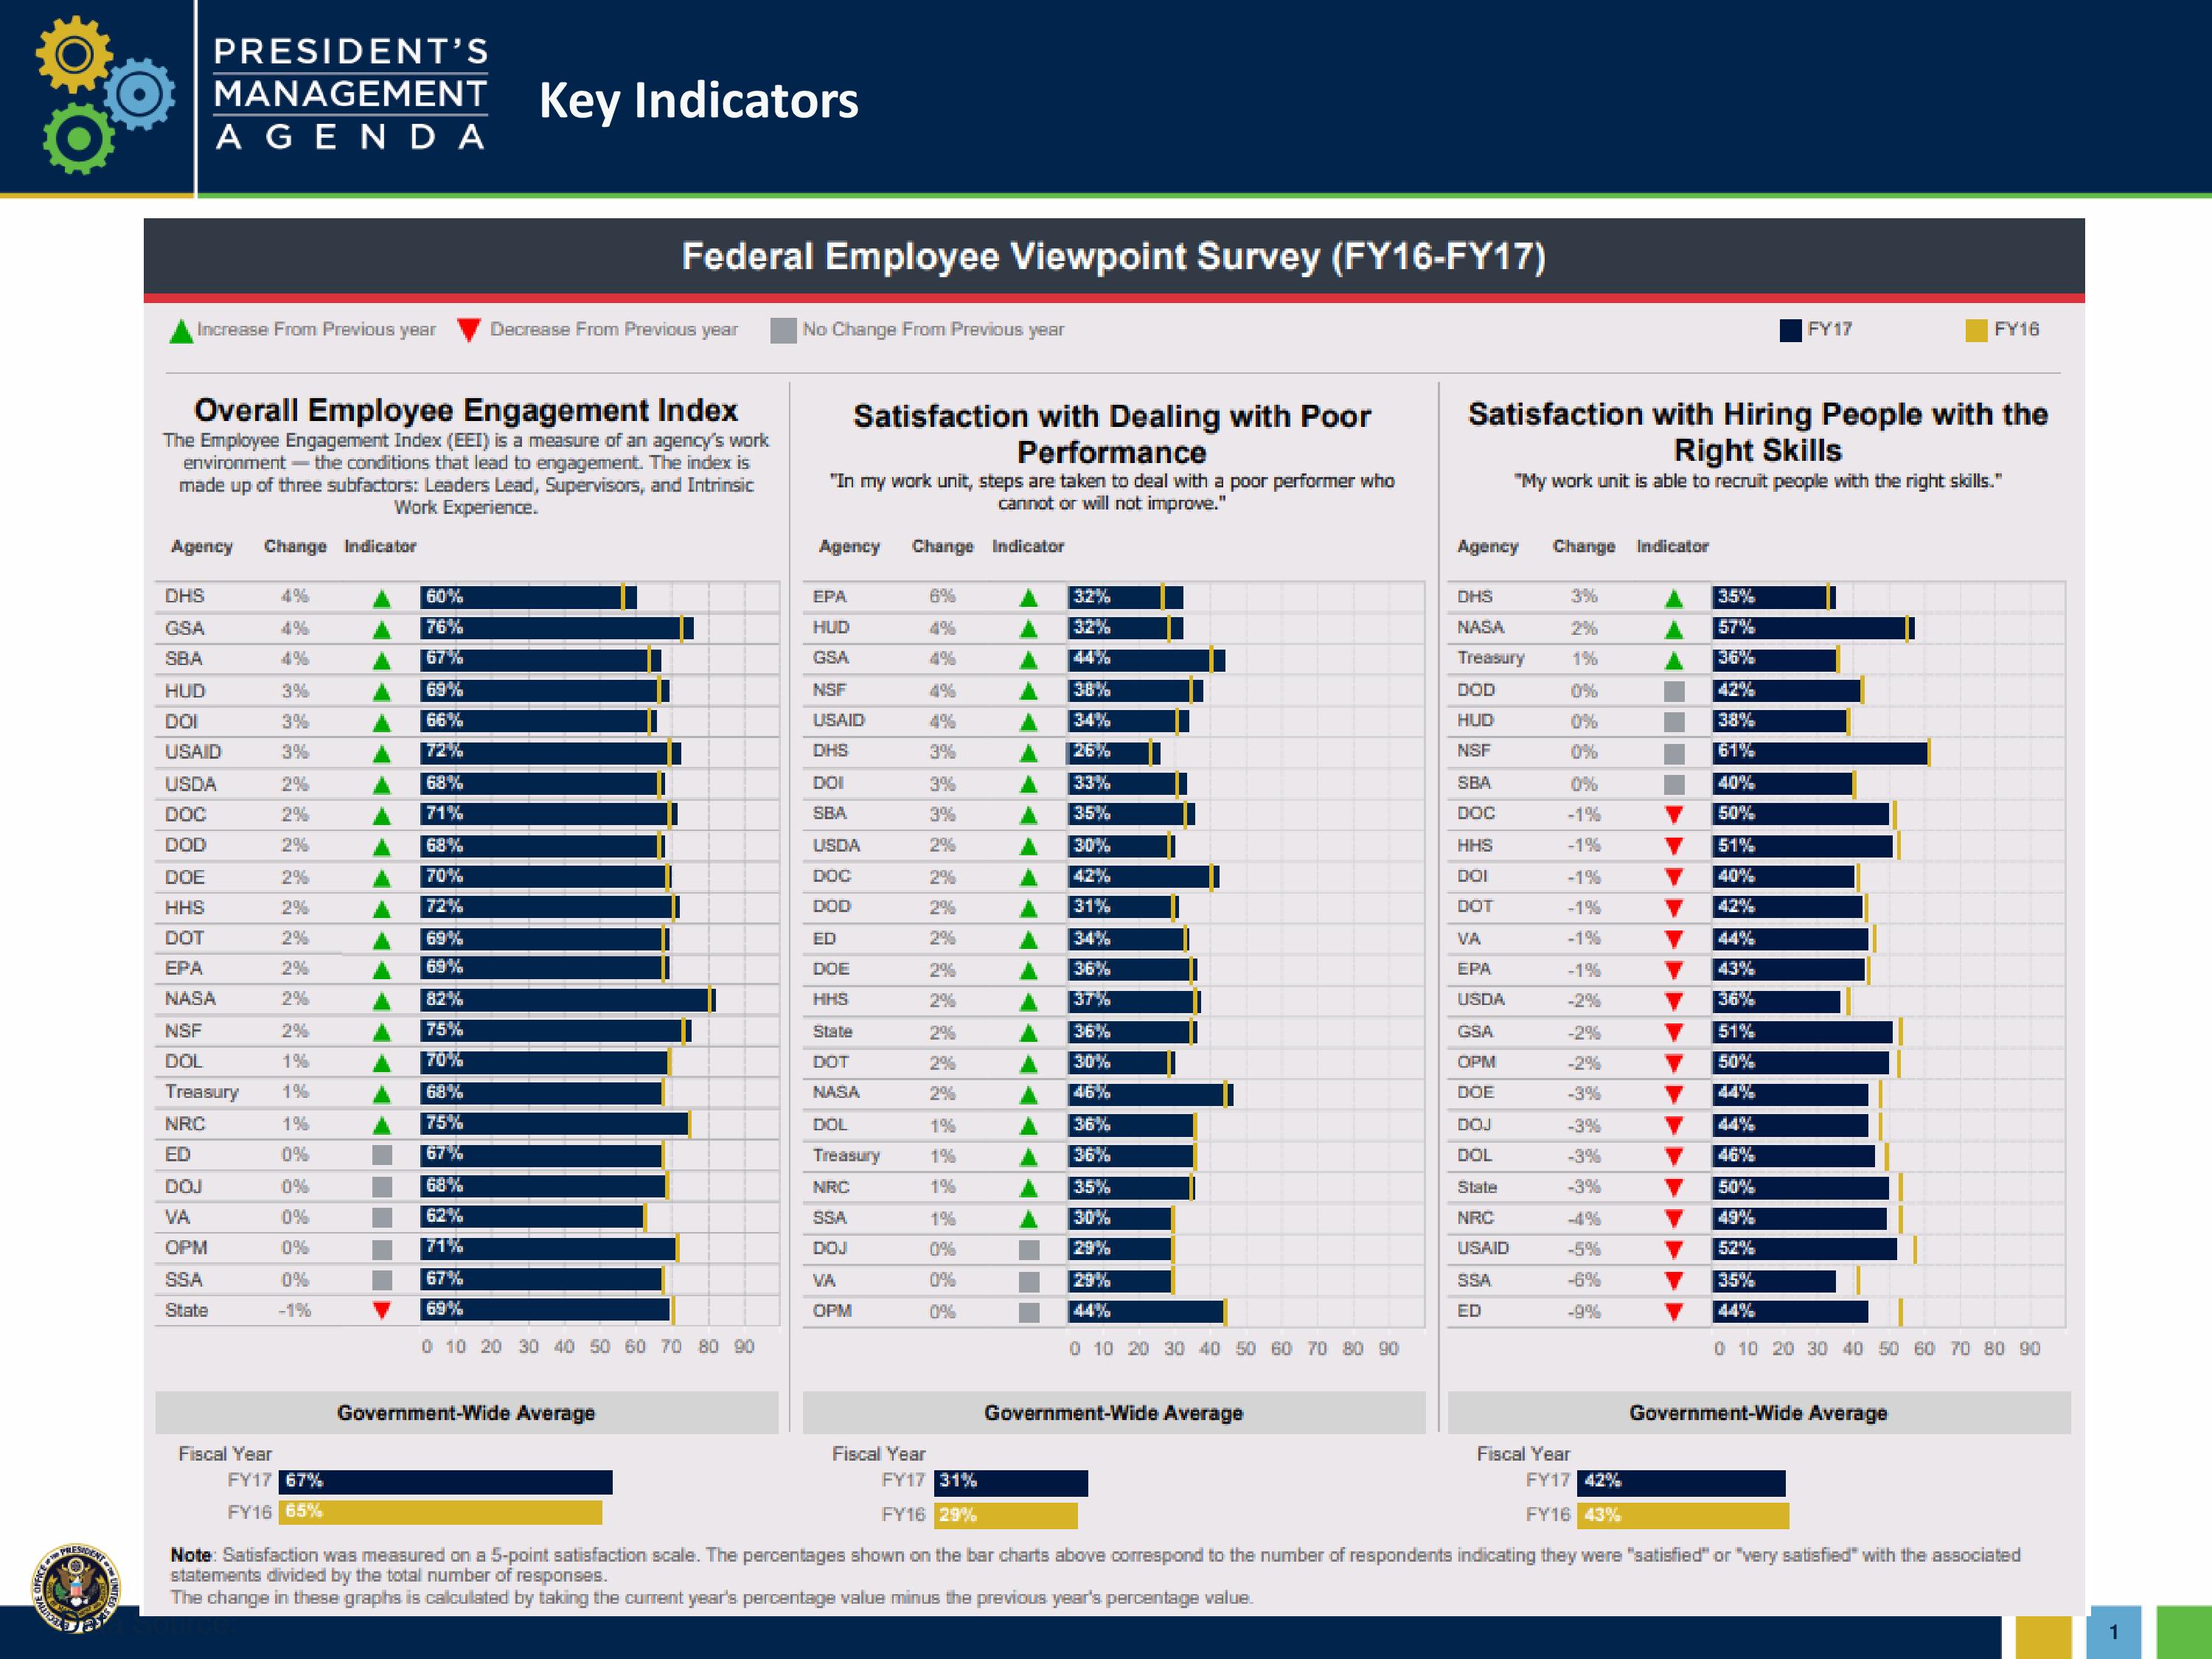 PRESIDENT'S
MANAGEMENT
AGENDA
Key Indicators
Federal Employee Viewpoint Survey (FY16-FY17)
Increase From Previous year Decrease From Previous year No Change From Previous year FY17 FY16
Overall Employee Engagement Index
The Employee Engagement Index (EEI) is a measure of an agency's work
environment — the conditions that lead to engagement. The index is
made up of three subfactors: Leaders Lead, Supervisors, and Intrinsic
Work Experience.
Agency Change Indicator
DHS 4% 60%
GSA 4% 76%
SBA 4% 67%
HUD 3% 69%
DOI 3% 66%
USAID 3% 72%
USDA 2% 68%
DOC 2% 71%
DOD 2% 68%
DOE 2% 70%
HHS 2% 72%
DOT 2% 69%
EPA 2% 69%
NASA 2% 82%
NSF 2% 75%
DOL 1% 70%
Treasury 1% 68%
NRC 1% 75%
ED 0% 67%
DOJ 0% 68%
VA 0% 62%
OPM 0% 71%
SSA 0% 67%
State -1% 69%
0 10 20 30 40 50 60 70 80 90
Government-Wide Average
Fiscal Year
FY17 67%
FY16 65%
Satisfaction with Dealing with Poor
Performance
"In my work unit, steps are taken to deal with a poor performer who
cannot or will not improve."
Agency Change Indicator
EPA 6% 32%
HUD 4% 32%
GSA 4% 44%
NSF 4% 38%
USAID 4% 34%
DHS 3% 26%
DOI 3% 33%
SBA 3% 35%
USDA 2% 30%
DOC 2% 42%
DOD 2% 31%
ED 2% 34%
DOE 2% 36%
HHS 2% 37%
State 2% 36%
DOT 2% 30%
NASA 2% 46%
DOL 1% 36%
Treasury 1% 36%
NRC 1% 35%
SSA 1% 30%
DOJ 0% 29%
VA 0% 29%
OPM 0% 44%
0 10 20 30 40 50 60 70 80 90
Government-Wide Average
Fiscal Year
FY17 31%
FY16 29%
Satisfaction with Hiring People with the
Right Skills
"My work unit is able to recruit people with the right skills."
Agency Change Indicator
DHS 3% 35%
NASA 2% 57%
Treasury 1% 36%
DOD 0% 42%
HUD 0% 38%
NSF 0% 61%
SBA 0% 40%
DOC -1% 50%
HHS -1% 51%
DOI -1% 40%
DOT -1% 42%
VA -1% 44%
EPA -1% 43%
USDA -2% 36%
GSA -2% 51%
OPM -2% 50%
DOE -3% 44%
DOJ -3% 44%
DOL -3% 46%
State -3% 50%
NRC -4% 49%
USAID -5% 52%
SSA -6% 35%
ED -9% 44%
0 10 20 30 40 50 60 70 80 90
Government-Wide Average
Fiscal Year
FY17 42%
FY16 43%
Note: Satisfaction was measured on a 5-point satisfaction scale. The percentages shown on the bar charts above correspond to the number of respondents indicating they were "satisfied" or "very satisfied" with the associated
statements divided by the total number of responses.
The change in these graphs is calculated by taking the current year's percentage value minus the previous year's percentage value.
1